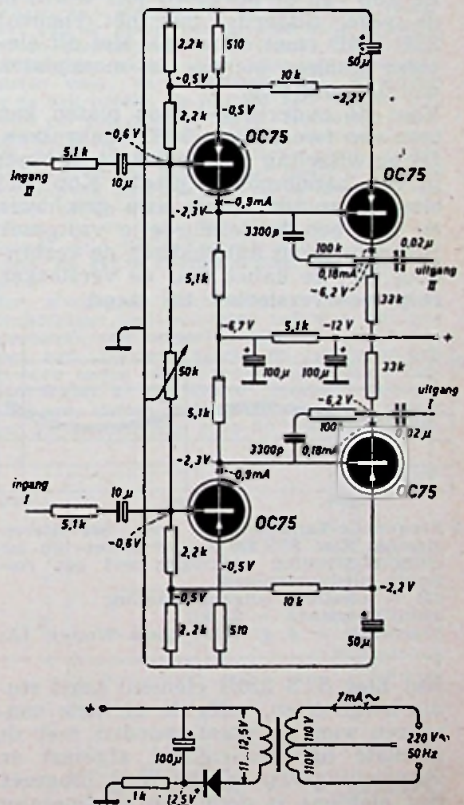 2,2k 510 50µ
-0,5V 10k
-2,2V
2,2k -0,5V
-0,6V
5,1k OC75
ingang II 10µ OC75
-2,3V -0,9mA
3300p 100k 0,02µ
0,18mA uitgang II
-6,2V
5,1k 33k
-6,7V 5,1k -12V +
50k 100µ 100µ
33k
5,1k -6,2V uitgang I
100k
3300p 0,18mA 0,02µ
-2,3V
ingang I 10µ -0,9mA
OC75
5,1k OC75
-0,6V
2,2k -0,5V
-0,5V 10k -2,2V
2,2k 510 50µ
+ 7mA~
100µ 11...12,5V 110V 220V~
110V 50Hz
1k 12,5V